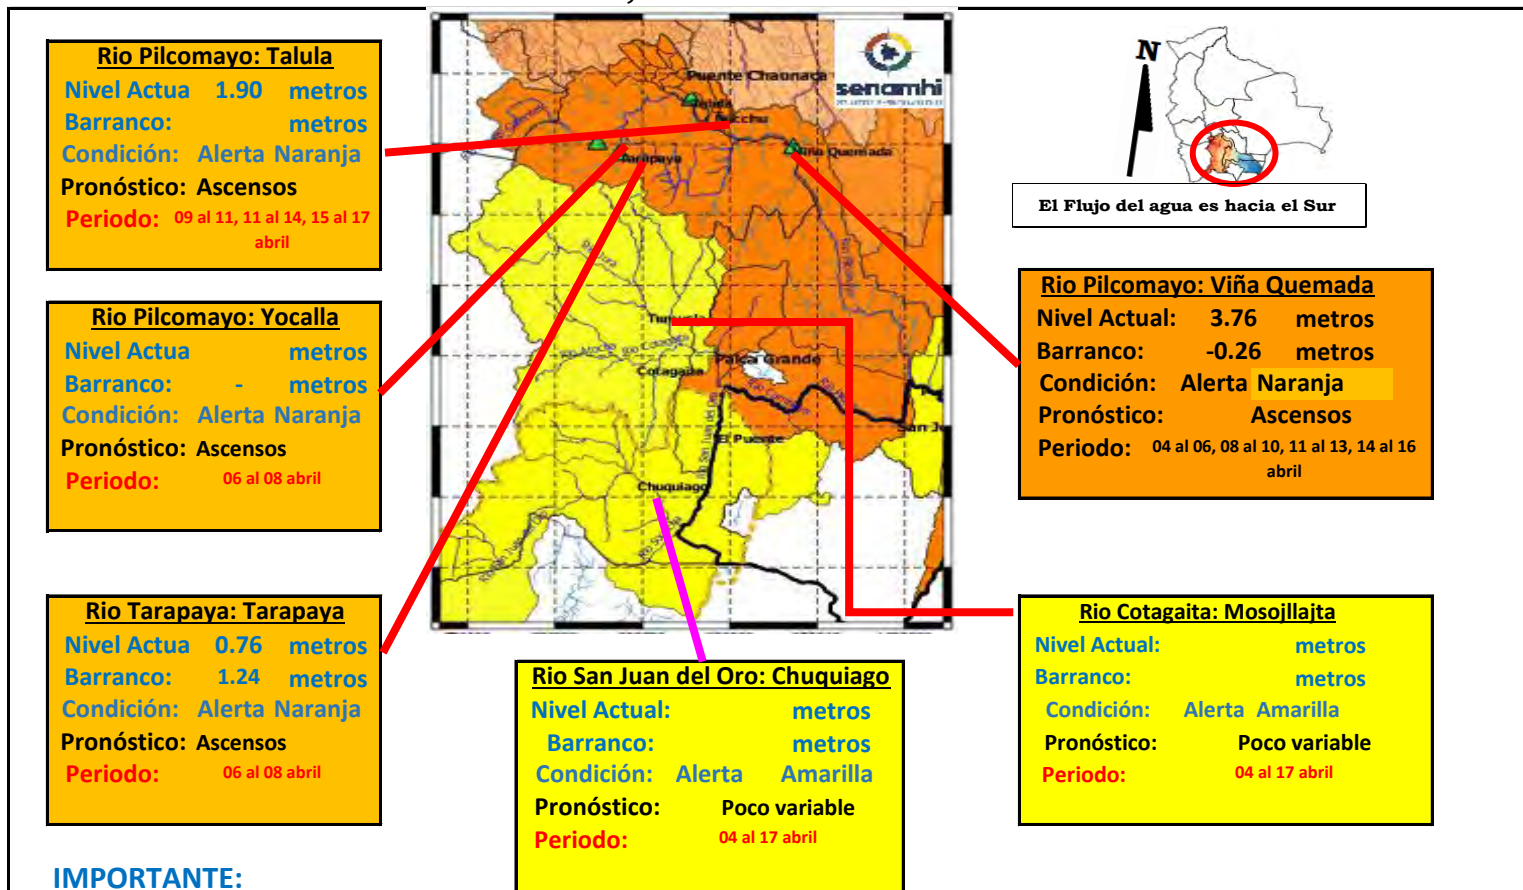 Rio Pilcomayo: Talula
Nivel Actua 1.90 metros
Barranco: metros
Condición: Alerta Naranja
Pronóstico: Ascensos
Periodo: 09 al 11, 11 al 14, 15 al 17
abril
Rio Pilcomayo: Yocalla
Nivel Actua metros
Barranco: - metros
Condición: Alerta Naranja
Pronóstico: Ascensos
Periodo: 06 al 08 abril
Rio Tarapaya: Tarapaya
Nivel Actua 0.76 metros
Barranco: 1.24 metros
Condición: Alerta Naranja
Pronóstico: Ascensos
Periodo: 06 al 08 abril
IMPORTANTE:
senamhi
Puente Chaunaca
Tarapaya
Viña Quemada
Tumusla
Palca Grande
Cotagaita
El Puente
Chuquiago
San J
Rio San Juan del Oro: Chuquiago
Nivel Actual: metros
Barranco: metros
Condición: Alerta Amarilla
Pronóstico: Poco variable
Periodo: 04 al 17 abril
N
El Flujo del agua es hacia el Sur
Rio Pilcomayo: Viña Quemada
Nivel Actual: 3.76 metros
Barranco: -0.26 metros
Condición: Alerta Naranja
Pronóstico: Ascensos
Periodo: 04 al 06, 08 al 10, 11 al 13, 14 al 16
abril
Rio Cotagaita: Mosojllajta
Nivel Actual: metros
Barranco: metros
Condición: Alerta Amarilla
Pronóstico: Poco variable
Periodo: 04 al 17 abril